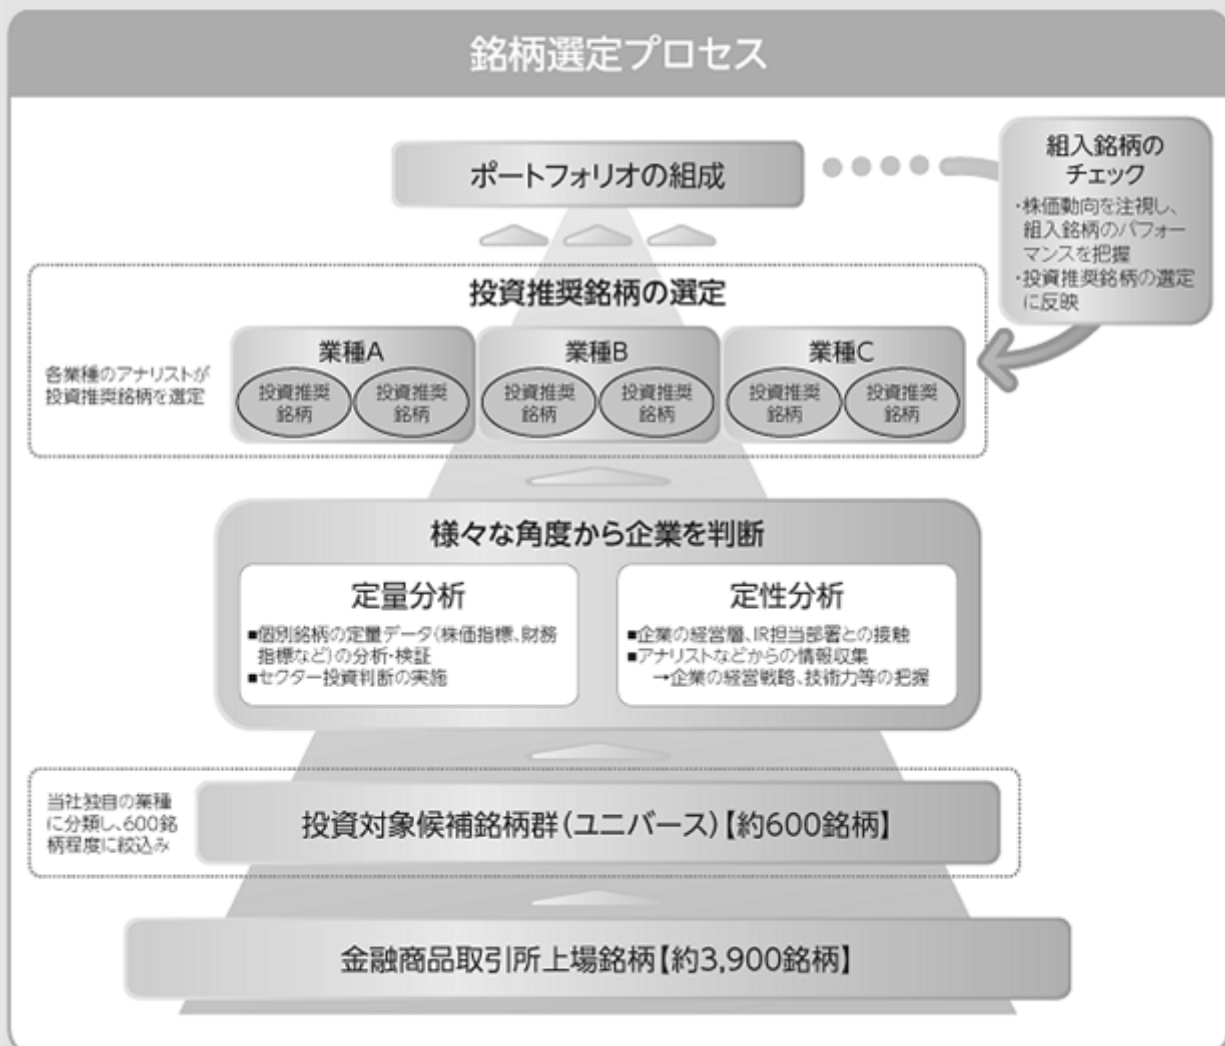 銘柄選定プロセス
ポートフォリオの組成
組入銘柄の
チェック
・株価動向を注視し、
組入銘柄のパフォー
マンスを把握
・投資推奨銘柄の選定
に反映
投資推奨銘柄の選定
各業種のアナリストが
投資推奨銘柄を選定
業種A
投資推奨
銘柄
投資推奨
銘柄
業種B
投資推奨
銘柄
投資推奨
銘柄
業種C
投資推奨
銘柄
投資推奨
銘柄
様々な角度から企業を判断
定量分析
■個別銘柄の定量データ(株価指標、財務
指標など)の分析・検証
■セクター投資判断の実施
定性分析
■企業の経営層、IR担当部署との接触
■アナリストなどからの情報収集
→企業の経営戦略、技術力等の把握
当社独自の業種
に分類し、600銘
柄程度に絞込み
投資対象候補銘柄群(ユニバース)【約600銘柄】
金融商品取引所上場銘柄【約3,900銘柄】